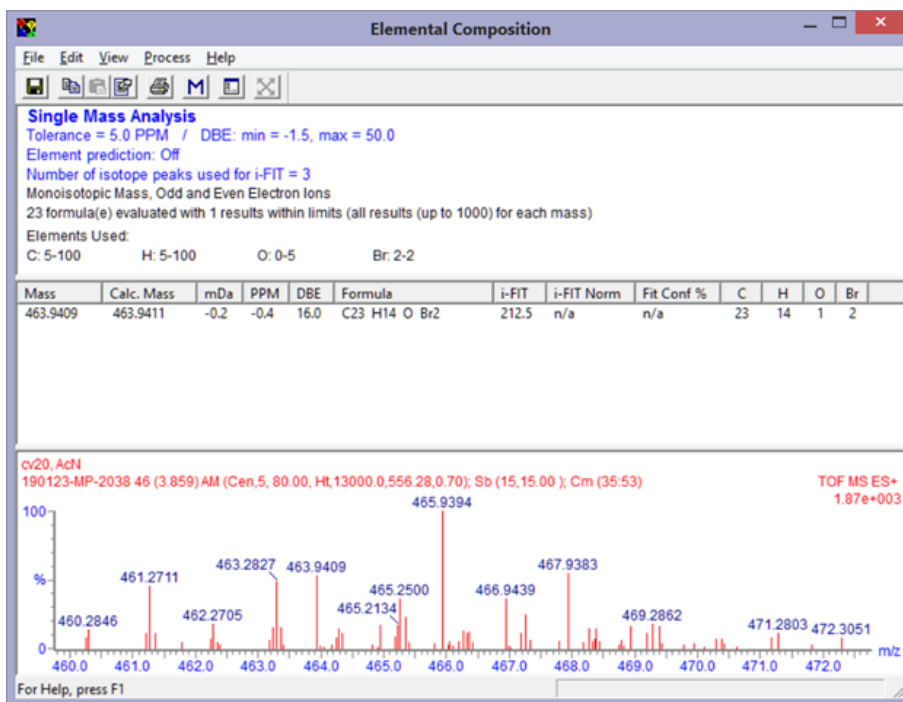 Elemental Composition
File Edit View Process Help
M
Single Mass Analysis
Tolerance = 5.0 PPM / DBE: min = -1.5, max = 50.0
Element prediction: Off
Number of isotope peaks used for i-FIT = 3
Monoisotopic Mass, Odd and Even Electron Ions
23 formula(e) evaluated with 1 results within limits (all results (up to 1000) for each mass)
Elements Used:
C: 5-100 H: 5-100 O: 0-5 Br: 2-2
Mass Calc. Mass mDa PPM DBE Formula i-FIT i-FIT Norm Fit Conf % C H O Br
463.9409 463.9411 -0.2 -0.4 16.0 C23 H14 O Br2 212.5 n/a n/a 23 14 1 2
cv20, AcN
190123-MP-2038 46 (3.859) AM (Cen,5, 80.00, Ht,13000.0,556.28,0.70); Sb (15,15.00 ); Cm (35:53) TOF MS ES+
1.87e+003
100
465.9394
463.2827 463.9409 467.9383
461.2711
%
465.2500 466.9439
465.2134
462.2705
460.2846 469.2862
471.2803 472.3051
0
m/z
460.0 461.0 462.0 463.0 464.0 465.0 466.0 467.0 468.0 469.0 470.0 471.0 472.0
For Help, press F1